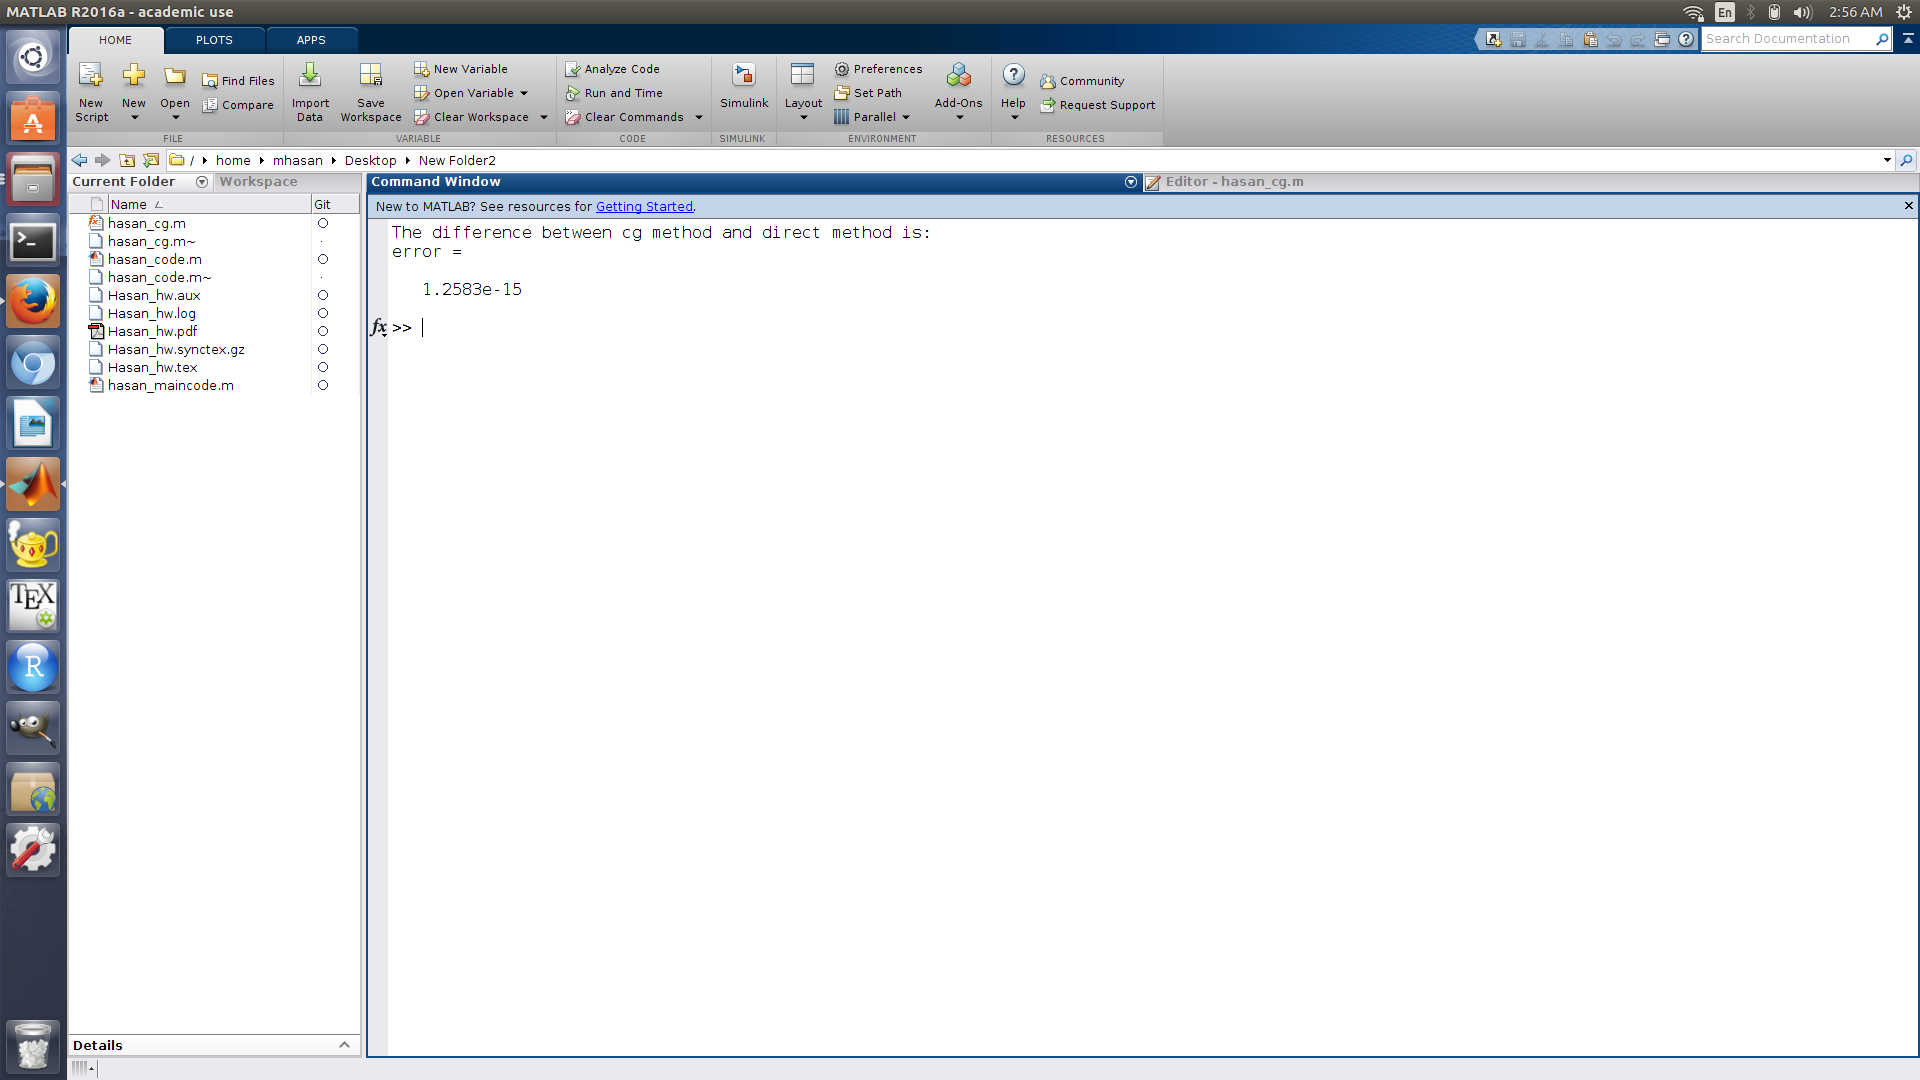 MATLAB R2016a - academic use
En
2:56 AM
HOME
PLOTS
APPS
Search Documentation
New Script
New
Open
Find Files
Compare
Import Data
Save Workspace
New Variable
Open Variable
Clear Workspace
Analyze Code
Run and Time
Clear Commands
Simulink
Layout
Preferences
Set Path
Parallel
Add-Ons
Help
Community
Request Support
FILE
VARIABLE
CODE
SIMULINK
ENVIRONMENT
RESOURCES
/ home mhasan Desktop New Folder2
Current Folder
Workspace
Command Window
Editor - hasan_cg.m
Name
Git
New to MATLAB? See resources for Getting Started.
hasan_cg.m
hasan_cg.m~
hasan_code.m
hasan_code.m~
Hasan_hw.aux
Hasan_hw.log
Hasan_hw.pdf
Hasan_hw.synctex.gz
Hasan_hw.tex
hasan_maincode.m
The difference between cg method and direct method is:
error =
1.2583e-15
fx >>
TEX
R
Details